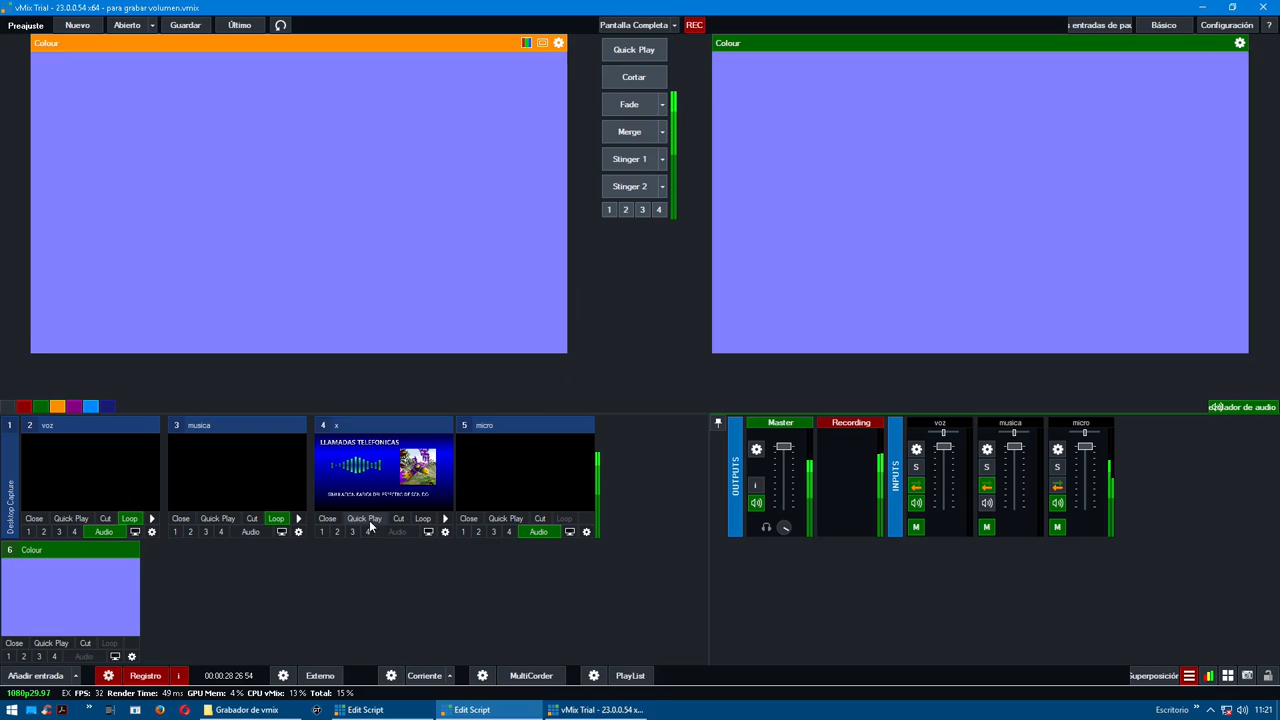 vMix Trial - 23.0.0.54 x64 - para grabar volumen.vmix
Preajuste Nuevo Abierto Guardar Último Pantalla Completa REC s entradas de pau Básico Configuración ?
Colour
Colour
Quick Play
Cortar
Fade
Merge
Stinger 1
Stinger 2
1 2 3 4
grabador de audio
1 2 voz 3 musica 4 x 5 micro
Desktop Capture
LLAMADAS TELEFONICAS
Close Quick Play Cut Loop
Close Quick Play Cut Loop
Close Quick Play Cut Loop
Close Quick Play Cut Loop
1 2 3 4 Audio
1 2 3 4 Audio
1 2 3 4 Audio
1 2 3 4 Audio
Master Recording voz musica micro
OUTPUTS
INPUTS
S S S
i
M M M
6 Colour
Close Quick Play Cut Loop
1 2 3 4 Audio
Añadir entrada Registro i 00:00:28 26:54 Externo Corriente MultiCorder PlayList Superposición
1080p29.97 EX FPS: 32 Render Time: 49 ms GPU Mem: 4 % CPU vMix: 13 % Total: 15 %
Grabador de vmix Edit Script Edit Script vMix Trial - 23.0.0.54 x... Escritorio 11:21